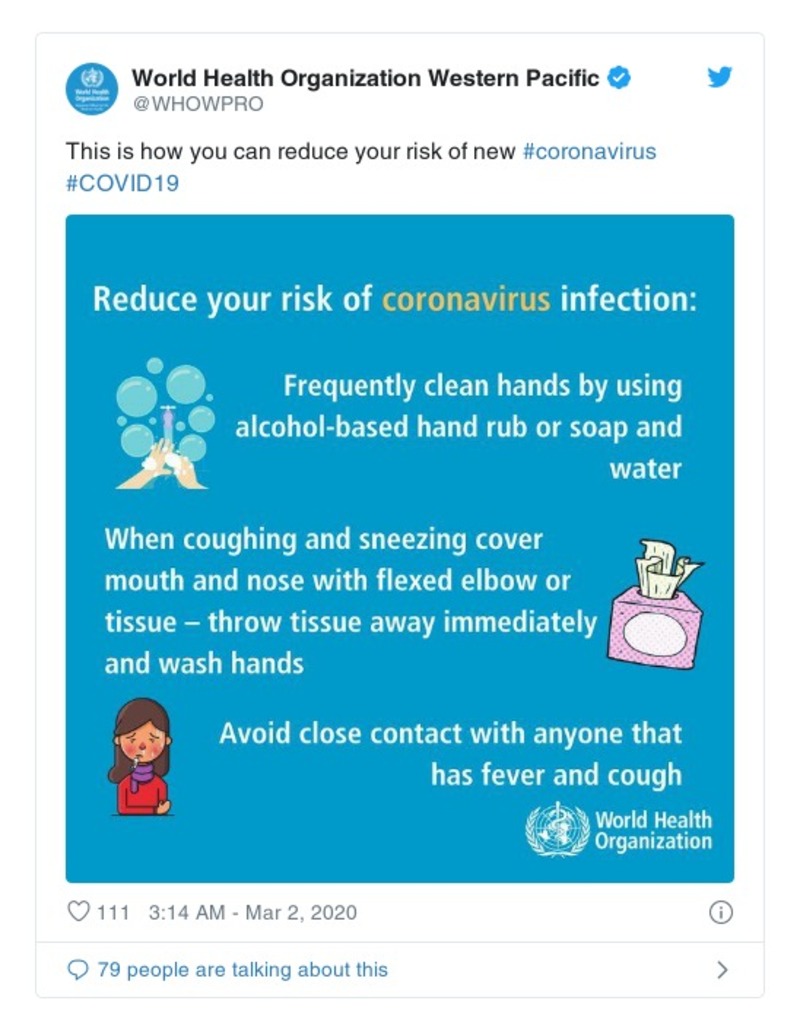 World Health Organization Western Pacific
@WHOWPRO
This is how you can reduce your risk of new #coronavirus
#COVID19
Reduce your risk of coronavirus infection:
Frequently clean hands by using
alcohol-based hand rub or soap and
water
When coughing and sneezing cover
mouth and nose with flexed elbow or
tissue – throw tissue away immediately
and wash hands
Avoid close contact with anyone that
has fever and cough
World Health
Organization
111 3:14 AM - Mar 2, 2020
79 people are talking about this